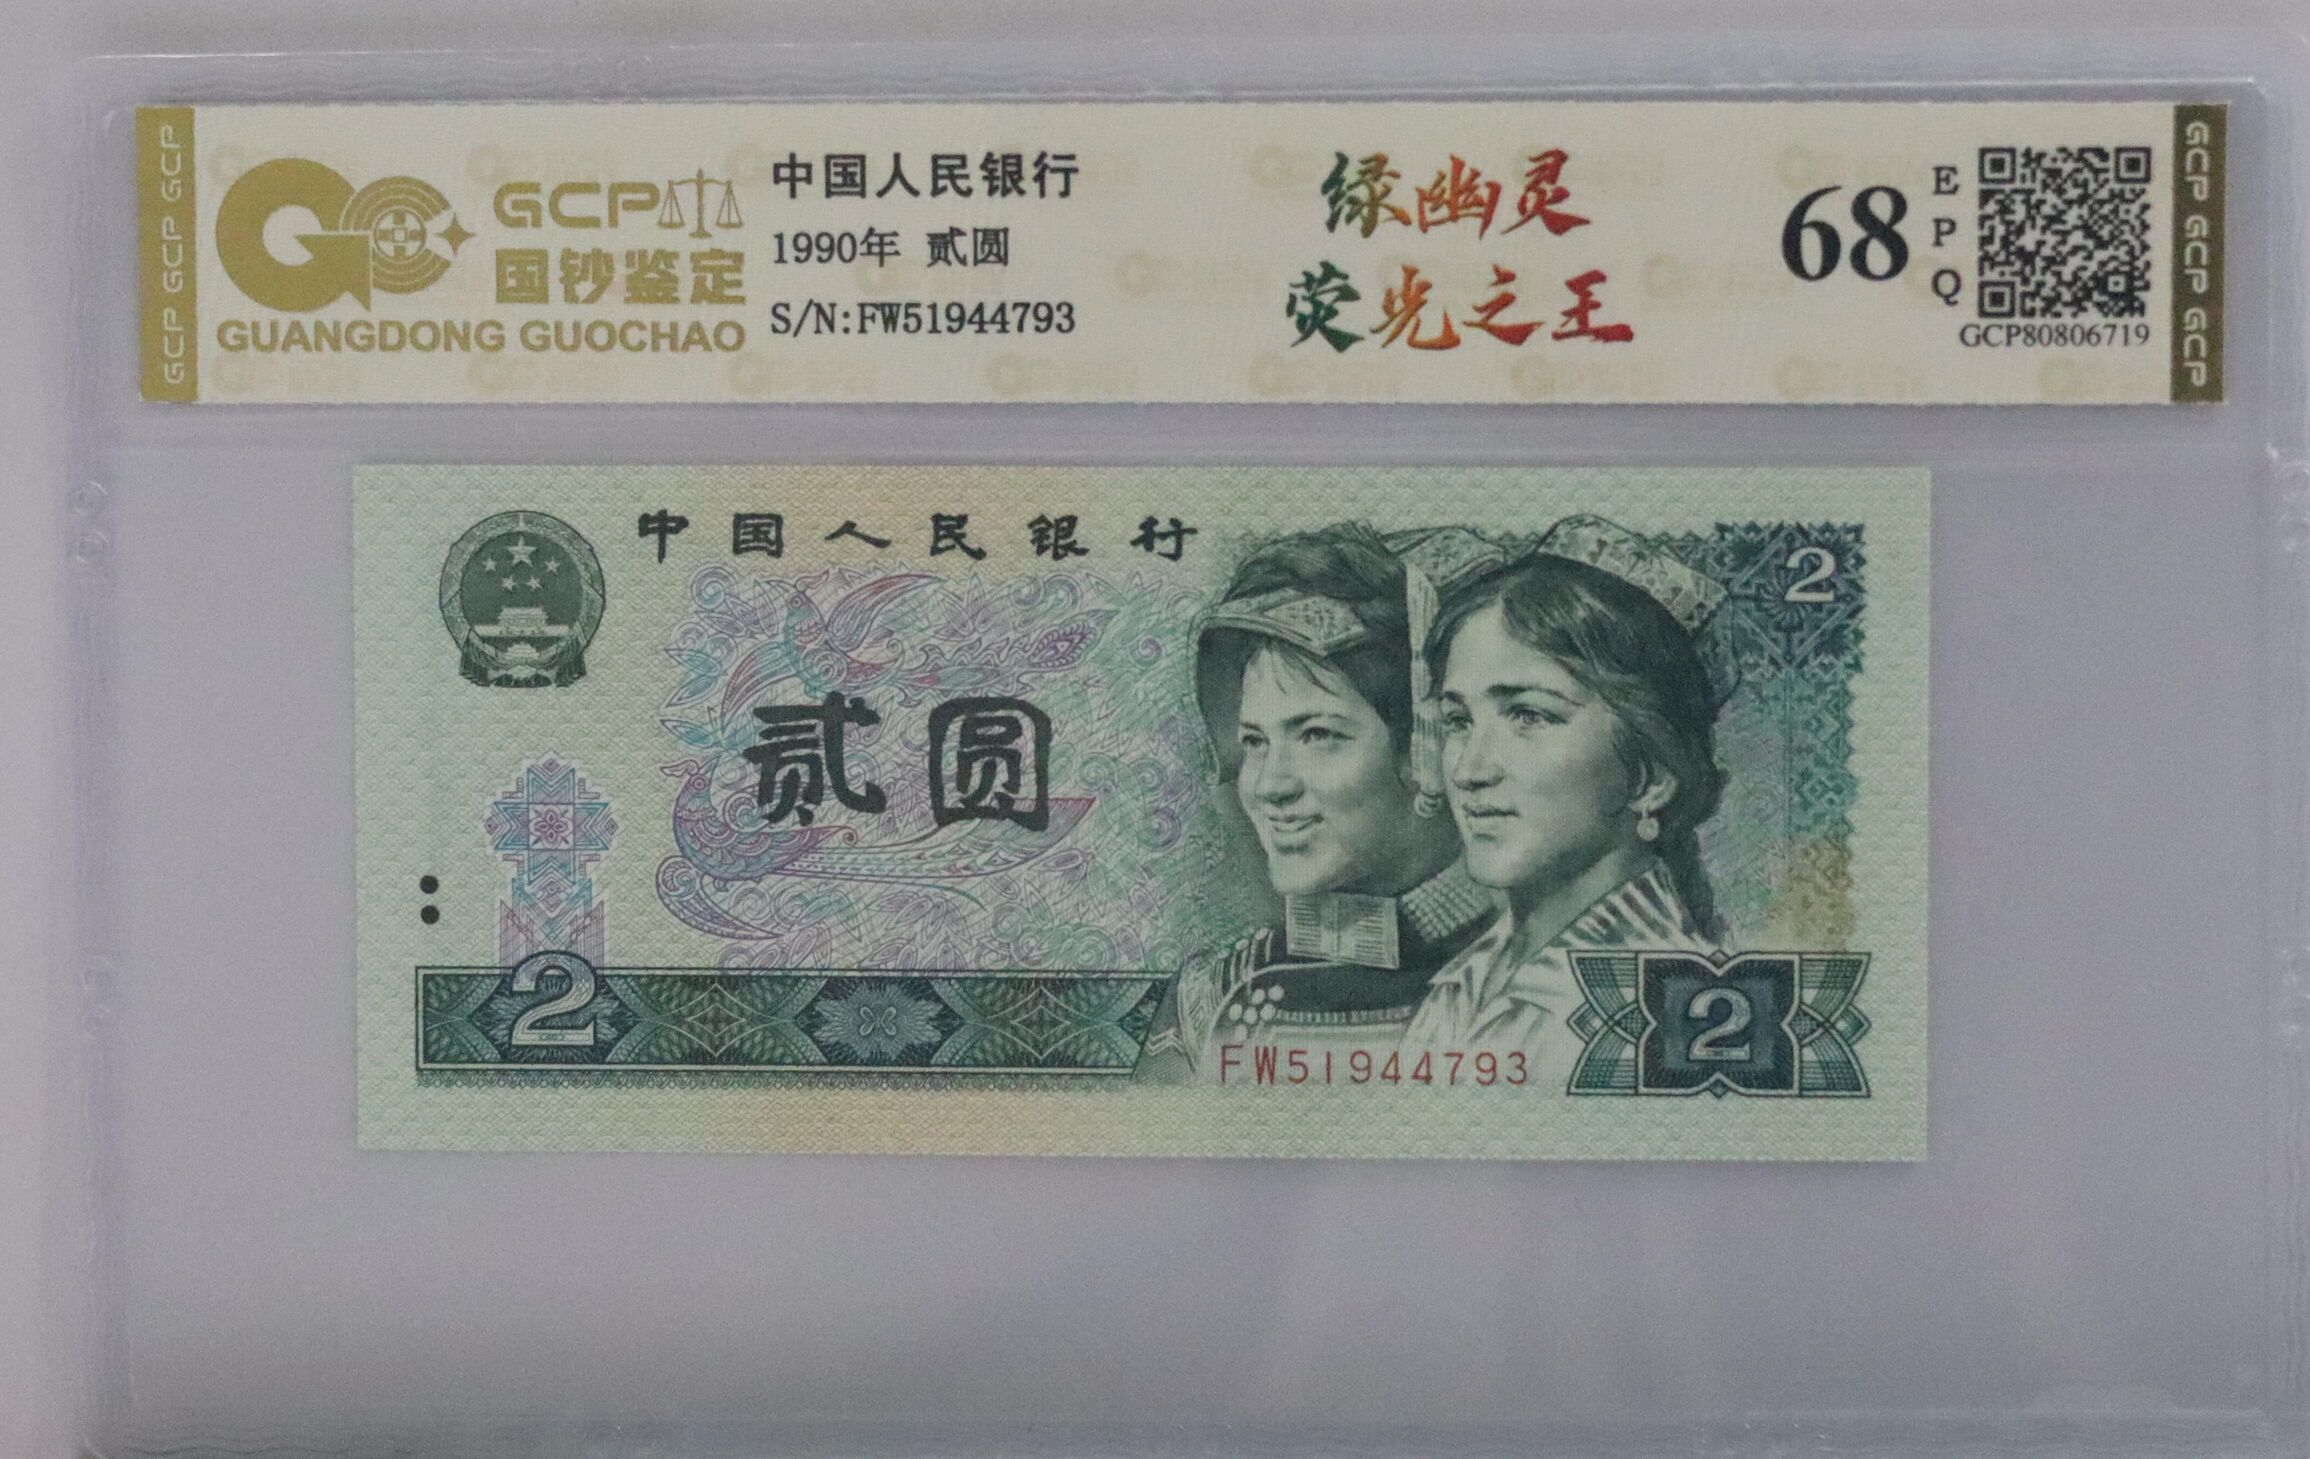 GCP GCP GCP
GCP
国钞鉴定
GUANGDONG GUOCHAO
中国人民银行
1990年 贰圆
S/N:FW51944793
绿幽灵
荧光之王
68
EPQ
GCP80806719
GCP GCP GCP
中国人民银行
2
贰圆
2
FW51944793
2